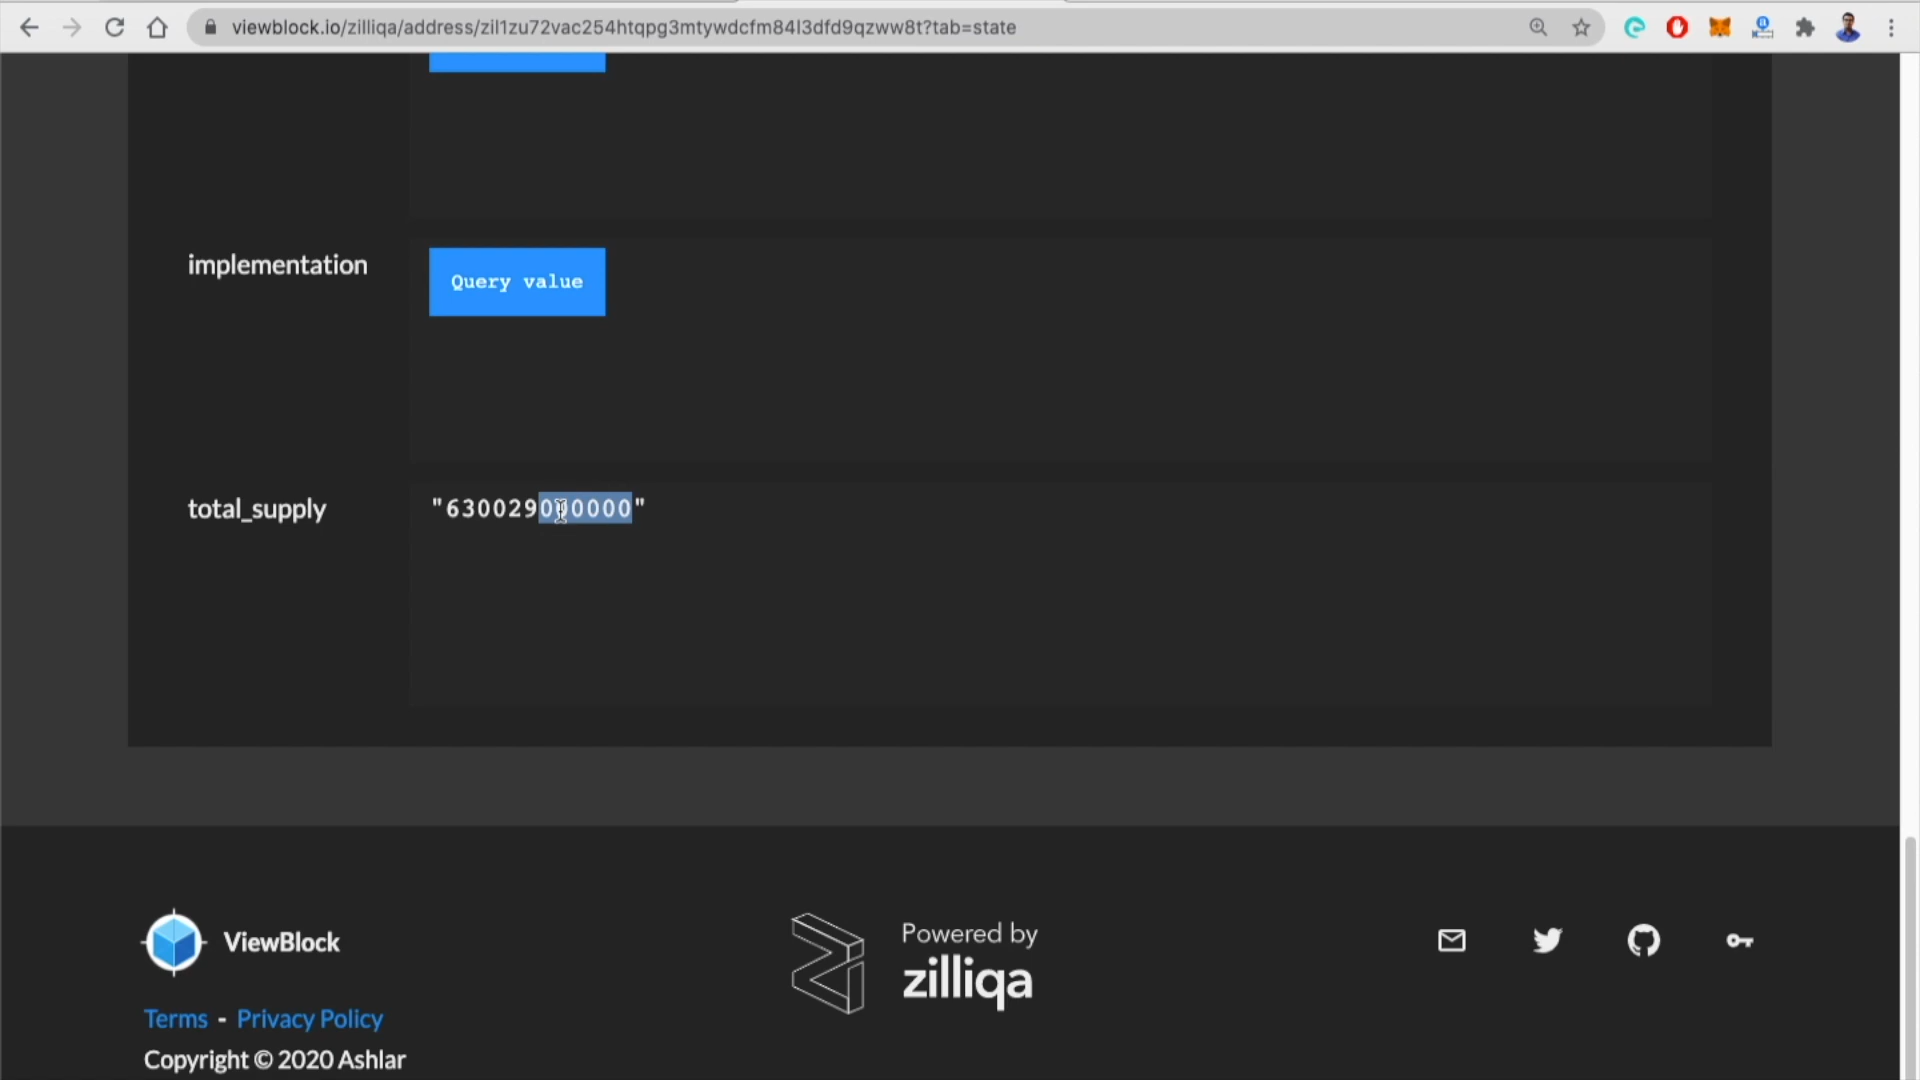 viewblock.io/zilliqa/address/zil1zu72vac254htqpg3mtywdcfm84l3dfd9qzww8t?tab=state
implementation
Query value
total_supply
"630029000000"
ViewBlock
Powered by
zilliqa
Terms - Privacy Policy
Copyright © 2020 Ashlar